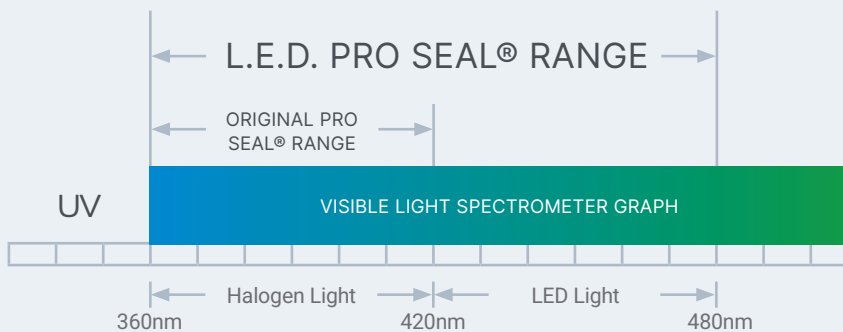 L.E.D. PRO SEAL® RANGE
ORIGINAL PRO
SEAL® RANGE
UV
VISIBLE LIGHT SPECTROMETER GRAPH
Halogen Light
LED Light
360nm
420nm
480nm